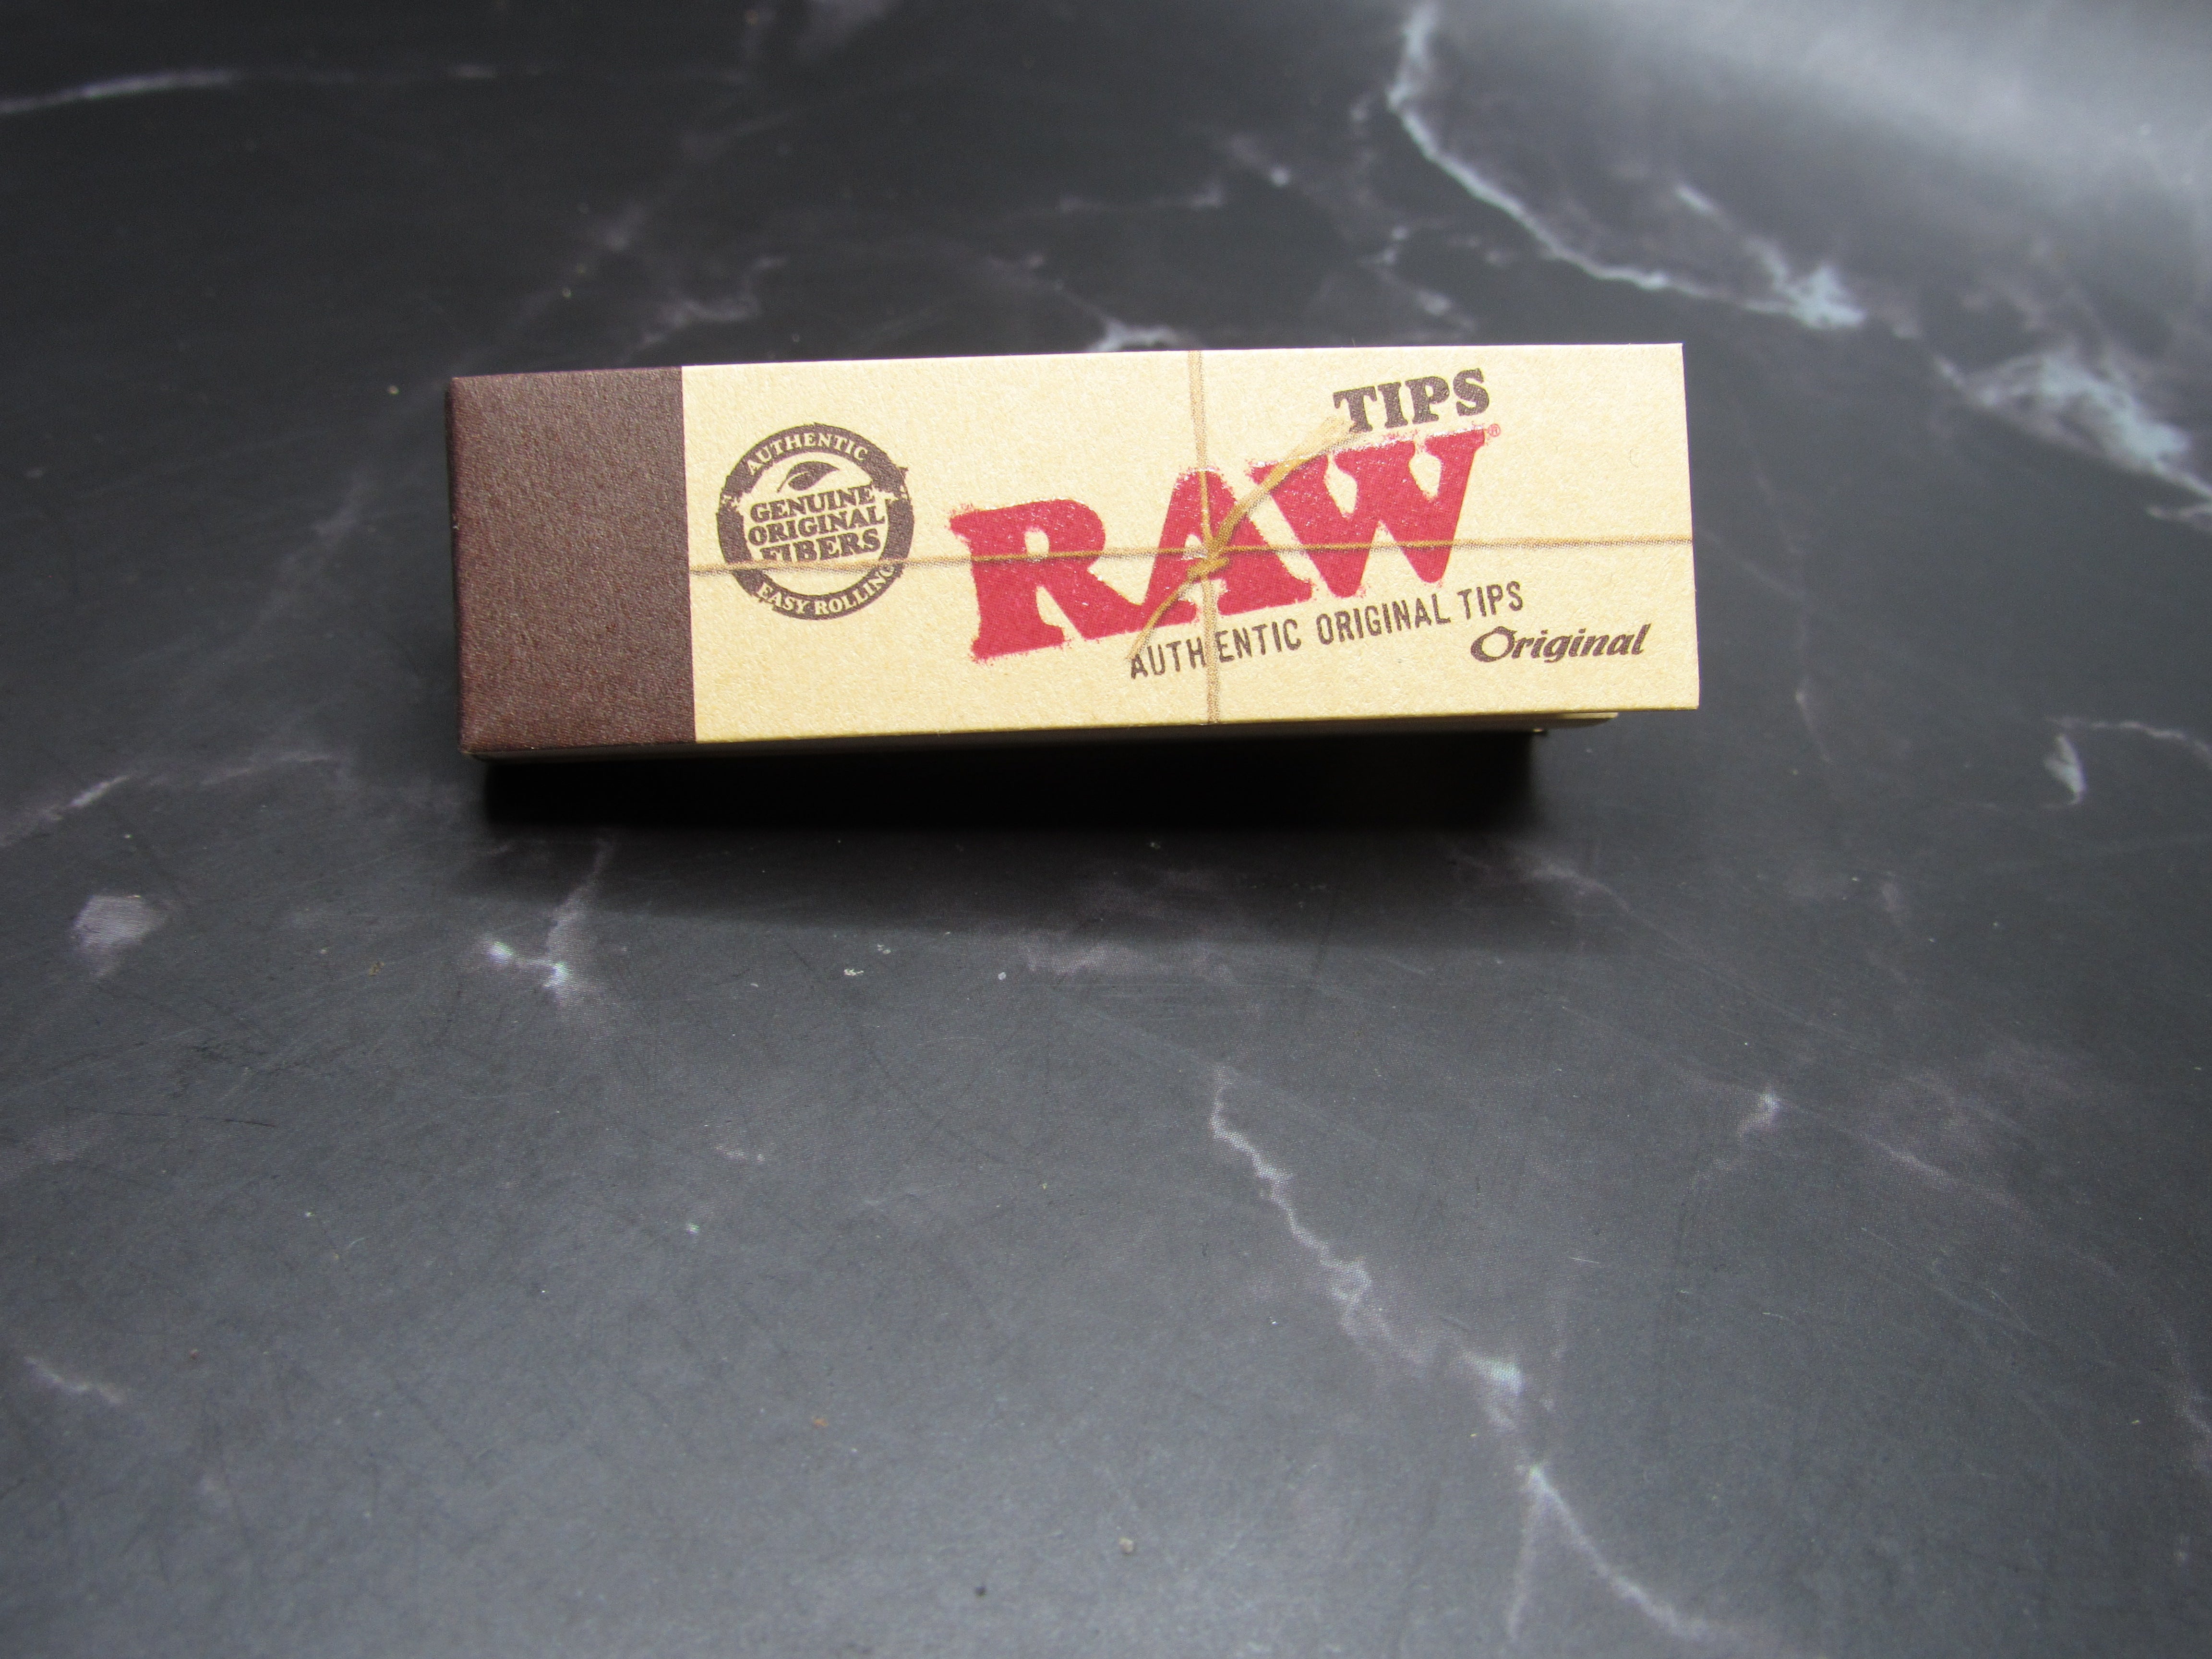 AUTHENTIC
GENUINE
ORIGINAL
FIBERS
EASY ROLLING
TIPS
RAW®
AUTHENTIC ORIGINAL TIPS
Original